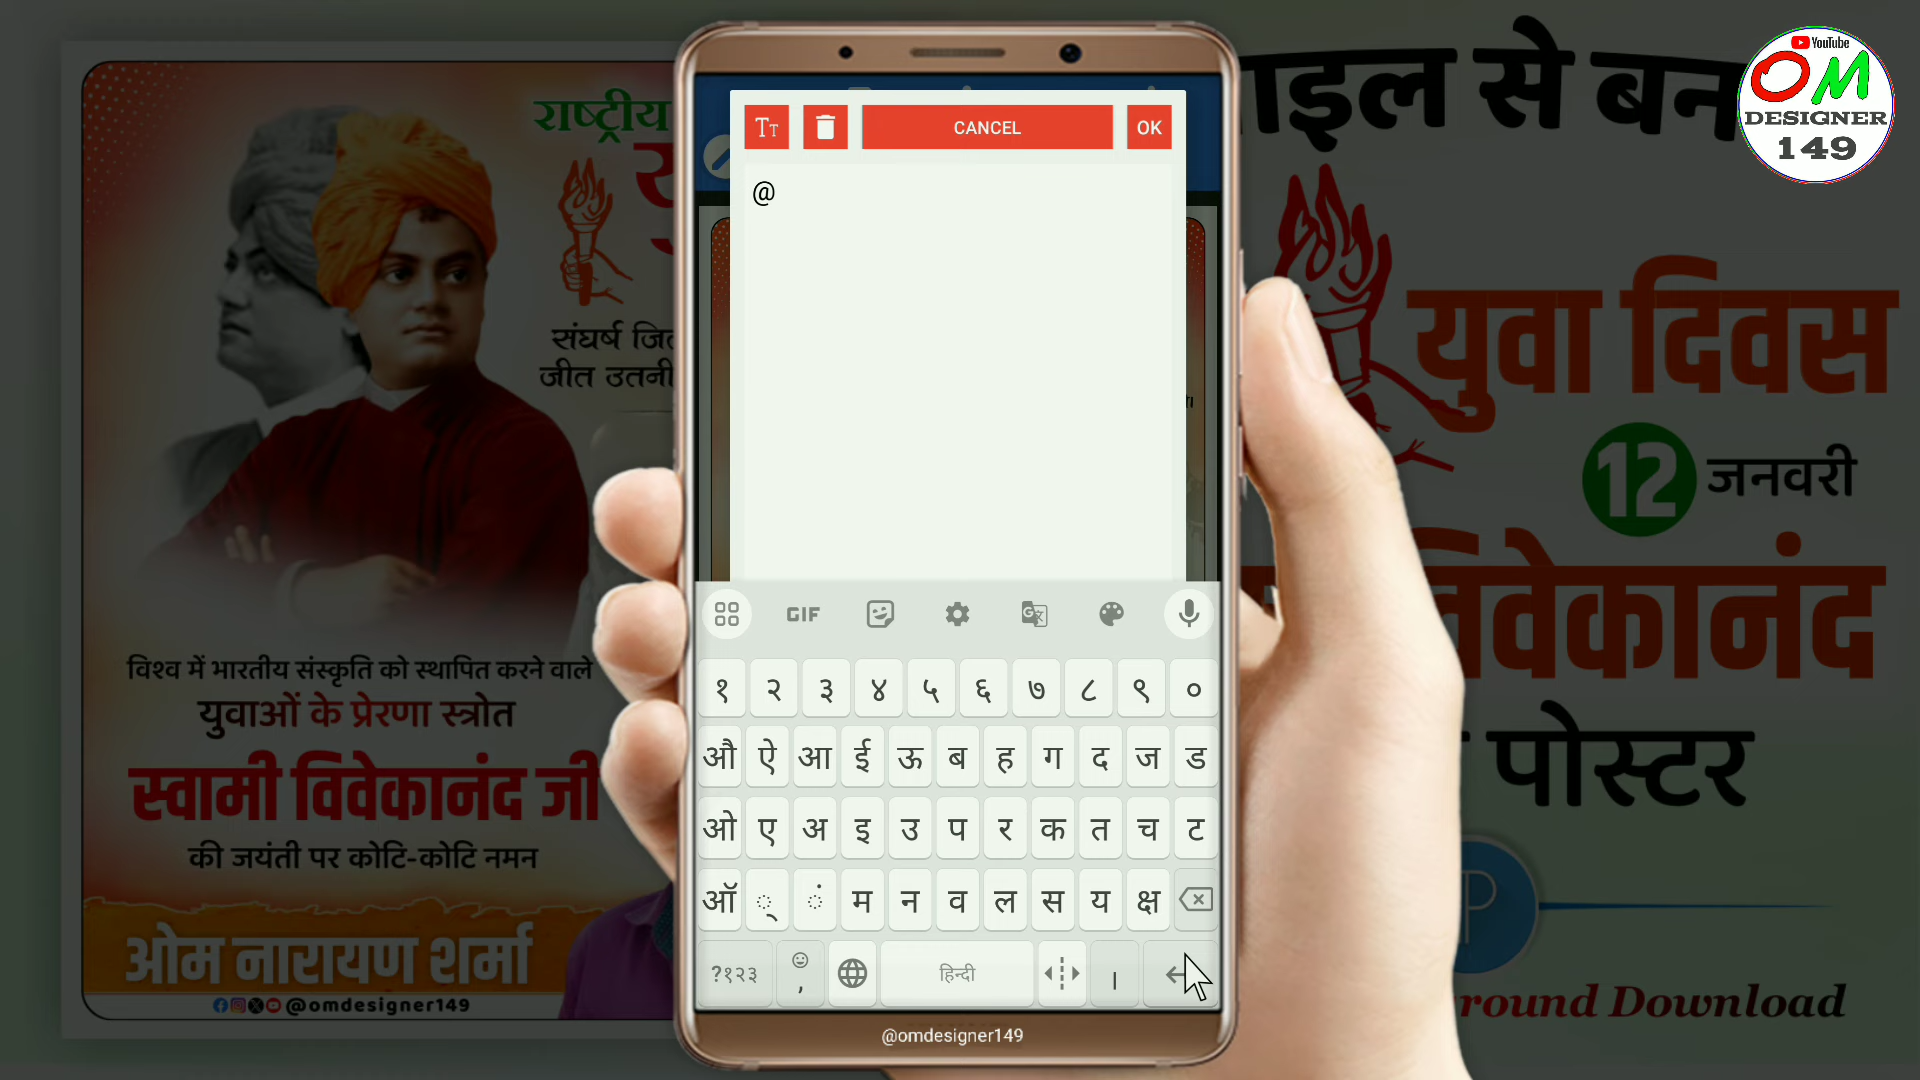 राष्ट्रीय
यु
संघर्ष जि
जीत उतनी
विश्व में भारतीय संस्कृति को स्थापित करने वाले
युवाओं के प्रेरणा स्त्रोत
स्वामी विवेकानंद जी
की जयंती पर कोटि-कोटि नमन
ओम नारायण शर्मा
@omdesigner149
TT
CANCEL
OK
@
GIF
१ २ ३ ४ ५ ६ ७ ८ ९ ०
औ ऐ आ ई ऊ ब ह ग द ज ड
ओ ए अ इ उ प र क त च ट
ऑ ् ं म न व ल स य क्ष
?१२३ , हिन्दी ।
@omdesigner149
ाइल से बन
YouTube
OM
DESIGNER
149
युवा दिवस
12 जनवरी
विवेकानंद
पोस्टर
P
round Download